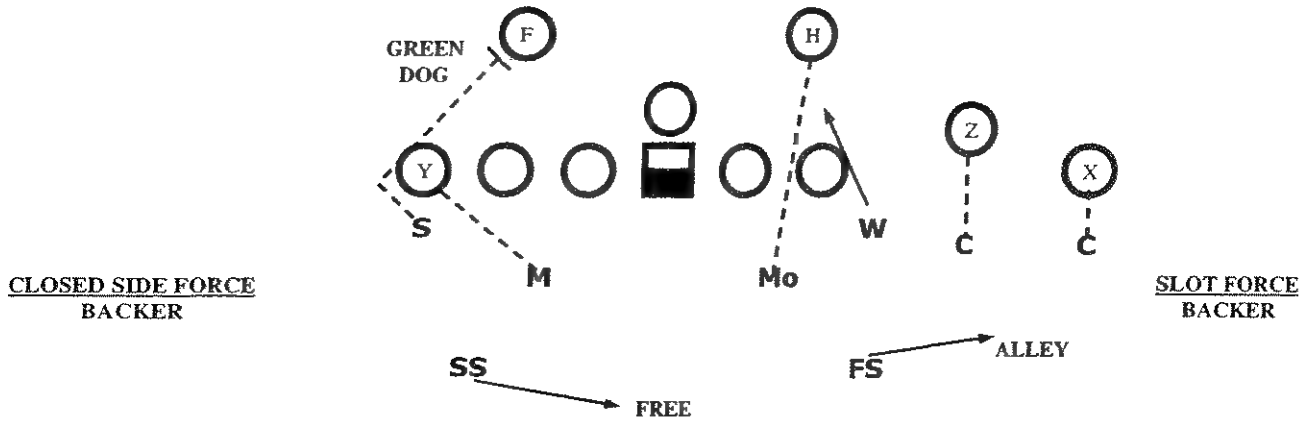 F
H
GREEN
DOG
Z
Y
X
S
W
C
C
M
Mo
CLOSED SIDE FORCE
BACKER
SLOT FORCE
BACKER
SS
FS
ALLEY
FREE